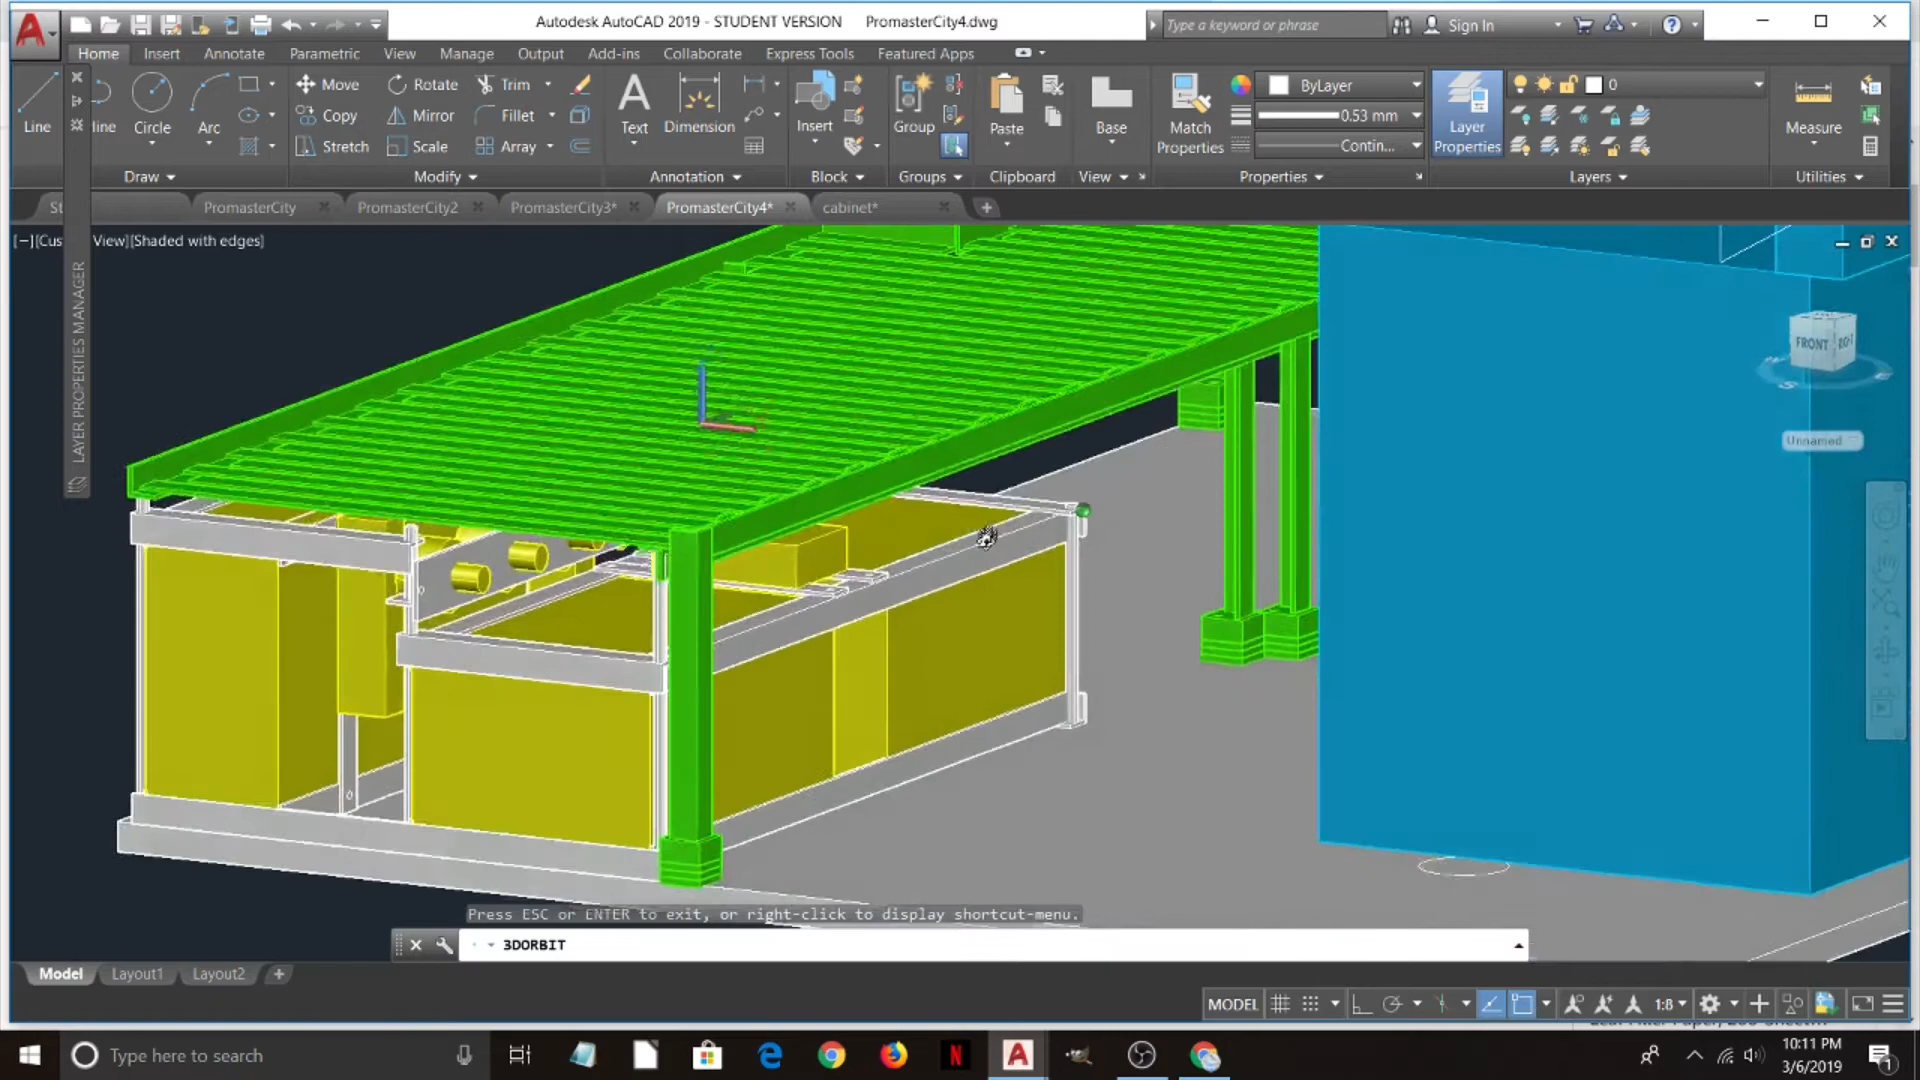 Autodesk AutoCAD 2019 - STUDENT VERSION PromasterCity4.dwg
Type a keyword or phrase
Sign In
Home Insert Annotate Parametric View Manage Output Add-ins Collaborate Express Tools Featured Apps
Line
line
Circle
Arc
Draw
Move
Copy
Stretch
Rotate
Mirror
Scale
Trim
Fillet
Array
Modify
Text
Dimension
Annotation
Insert
Block
Group
Groups
Paste
Clipboard
Base
View
Match
Properties
ByLayer
0.53 mm
Contin...
Properties
Layer
Properties
0
Layers
Measure
Utilities
St
PromasterCity PromasterCity2 PromasterCity3* PromasterCity4* cabinet*
[−][Cus View][Shaded with edges]
LAYER PROPERTIES MANAGER
FRONT
S
E
Unnamed
Press ESC or ENTER to exit, or right-click to display shortcut-menu.
3DORBIT
Model Layout1 Layout2
MODEL
1:8
Type here to search
10:11 PM
3/6/2019
1